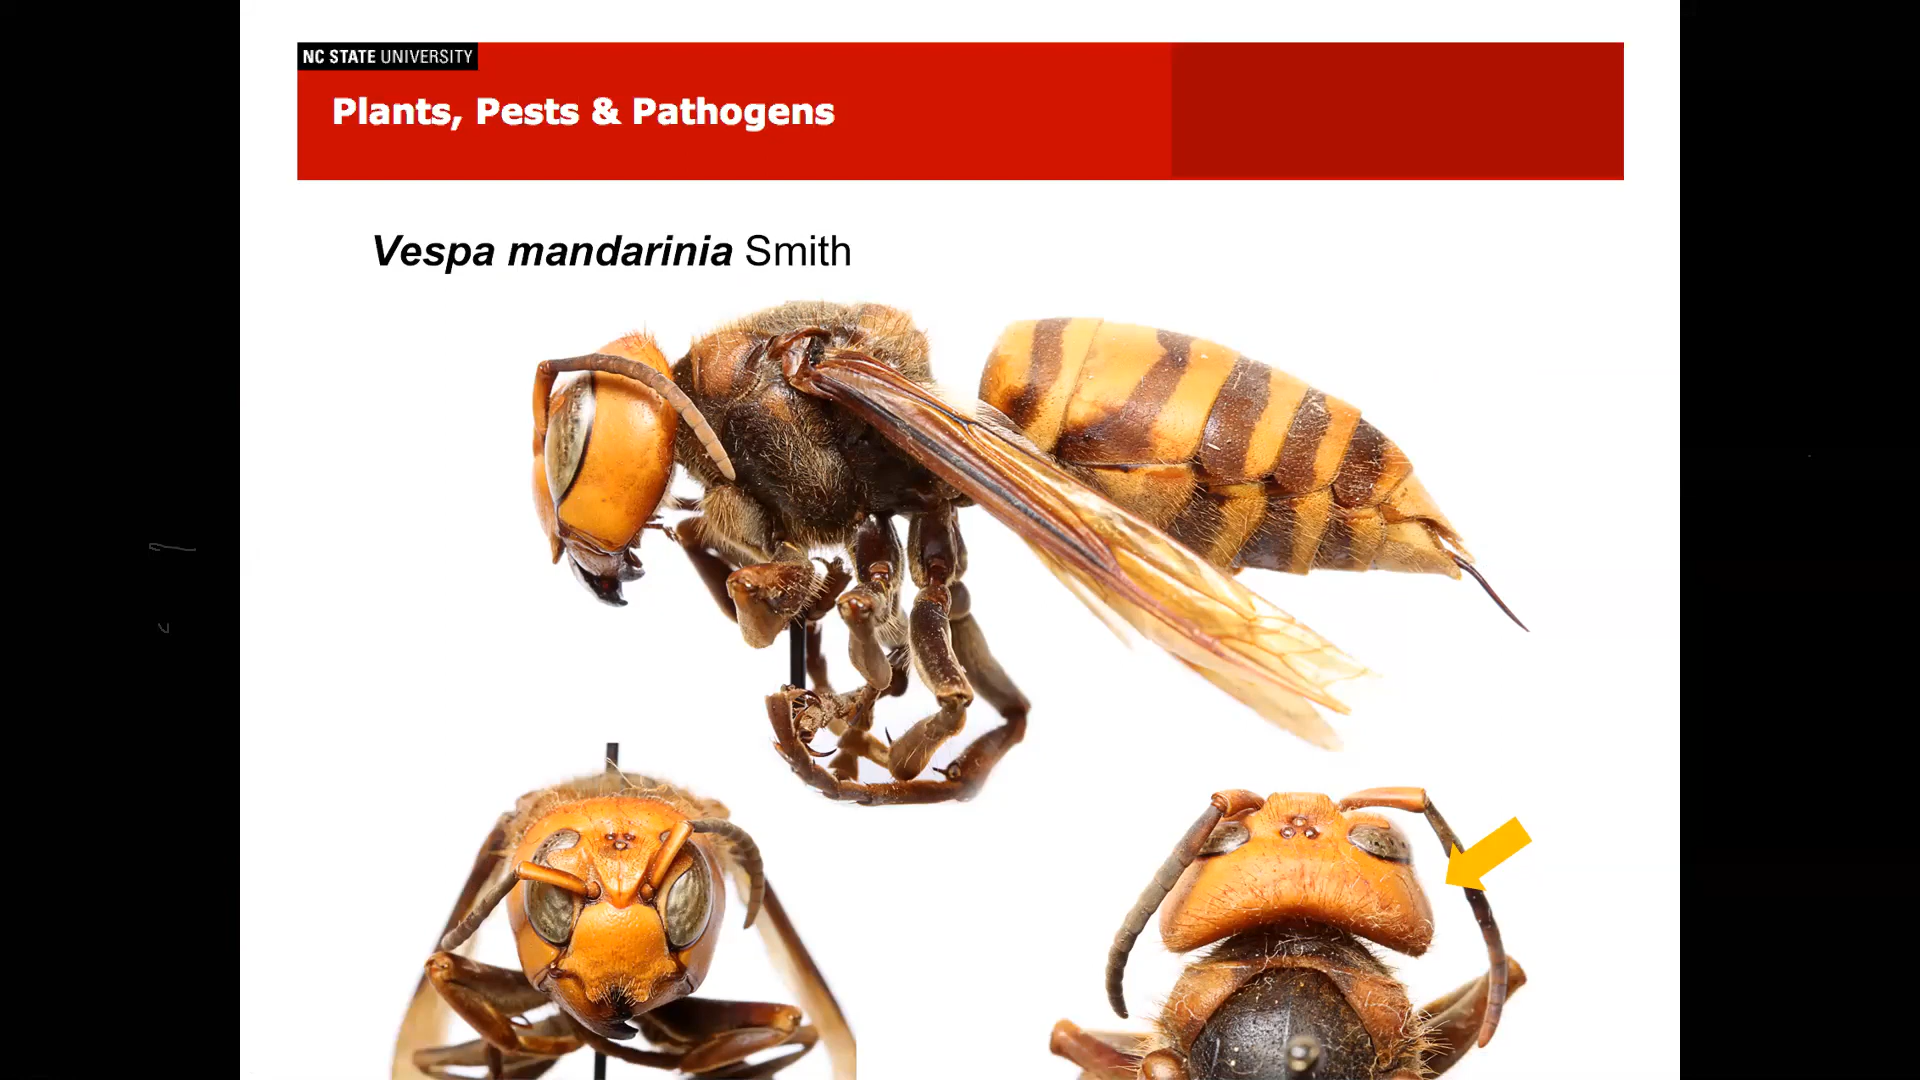 NC STATE UNIVERSITY
Plants, Pests & Pathogens
Vespa mandarinia Smith